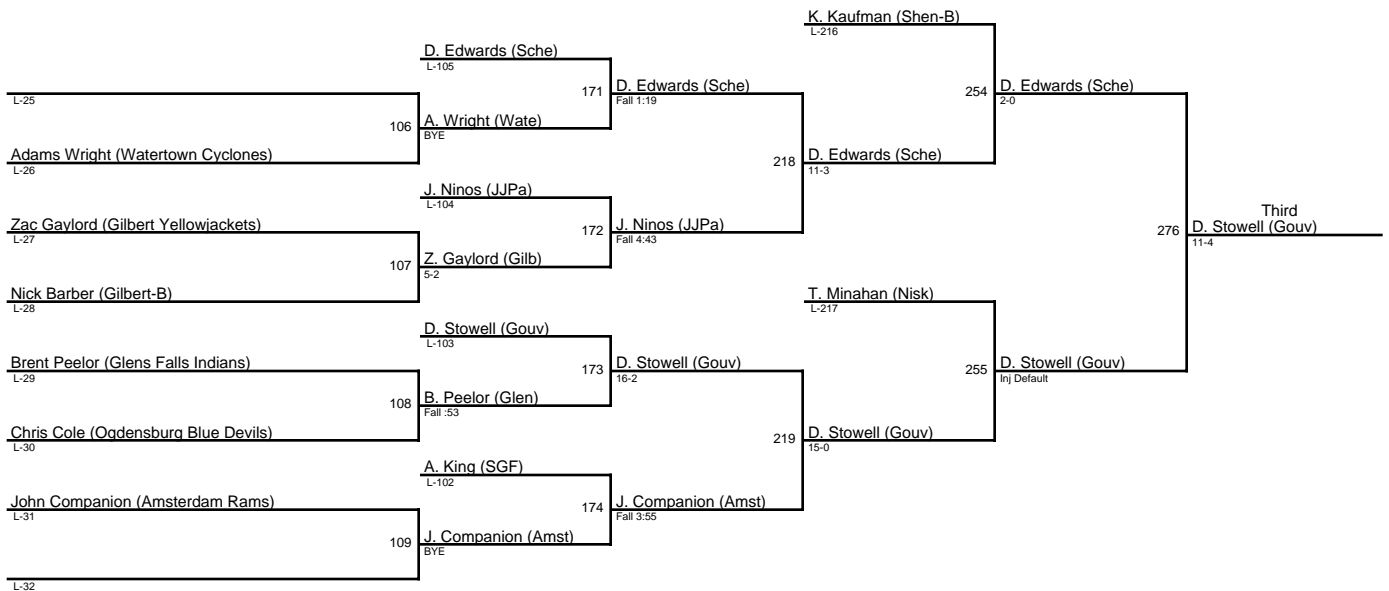 K. Kaufman (Shen-B)
L-216
D. Edwards (Sche)
L-105
171
D. Edwards (Sche)
Fall 1:19
254
D. Edwards (Sche)
2-0
L-25
106
A. Wright (Wate)
BYE
Adams Wright (Watertown Cyclones)
L-26
218
D. Edwards (Sche)
11-3
J. Ninos (JJPa)
L-104
Zac Gaylord (Gilbert Yellowjackets)
L-27
172
J. Ninos (JJPa)
Fall 4:43
Third
276
D. Stowell (Gouv)
11-4
107
Z. Gaylord (Gilb)
5-2
Nick Barber (Gilbert-B)
L-28
T. Minahan (Nisk)
L-217
D. Stowell (Gouv)
L-103
Brent Peelor (Glens Falls Indians)
L-29
173
D. Stowell (Gouv)
16-2
255
D. Stowell (Gouv)
Inj Default
108
B. Peelor (Glen)
Fall :53
Chris Cole (Ogdensburg Blue Devils)
L-30
219
D. Stowell (Gouv)
15-0
A. King (SGF)
L-102
John Companion (Amsterdam Rams)
L-31
174
J. Companion (Amst)
Fall 3:55
109
J. Companion (Amst)
BYE
L-32